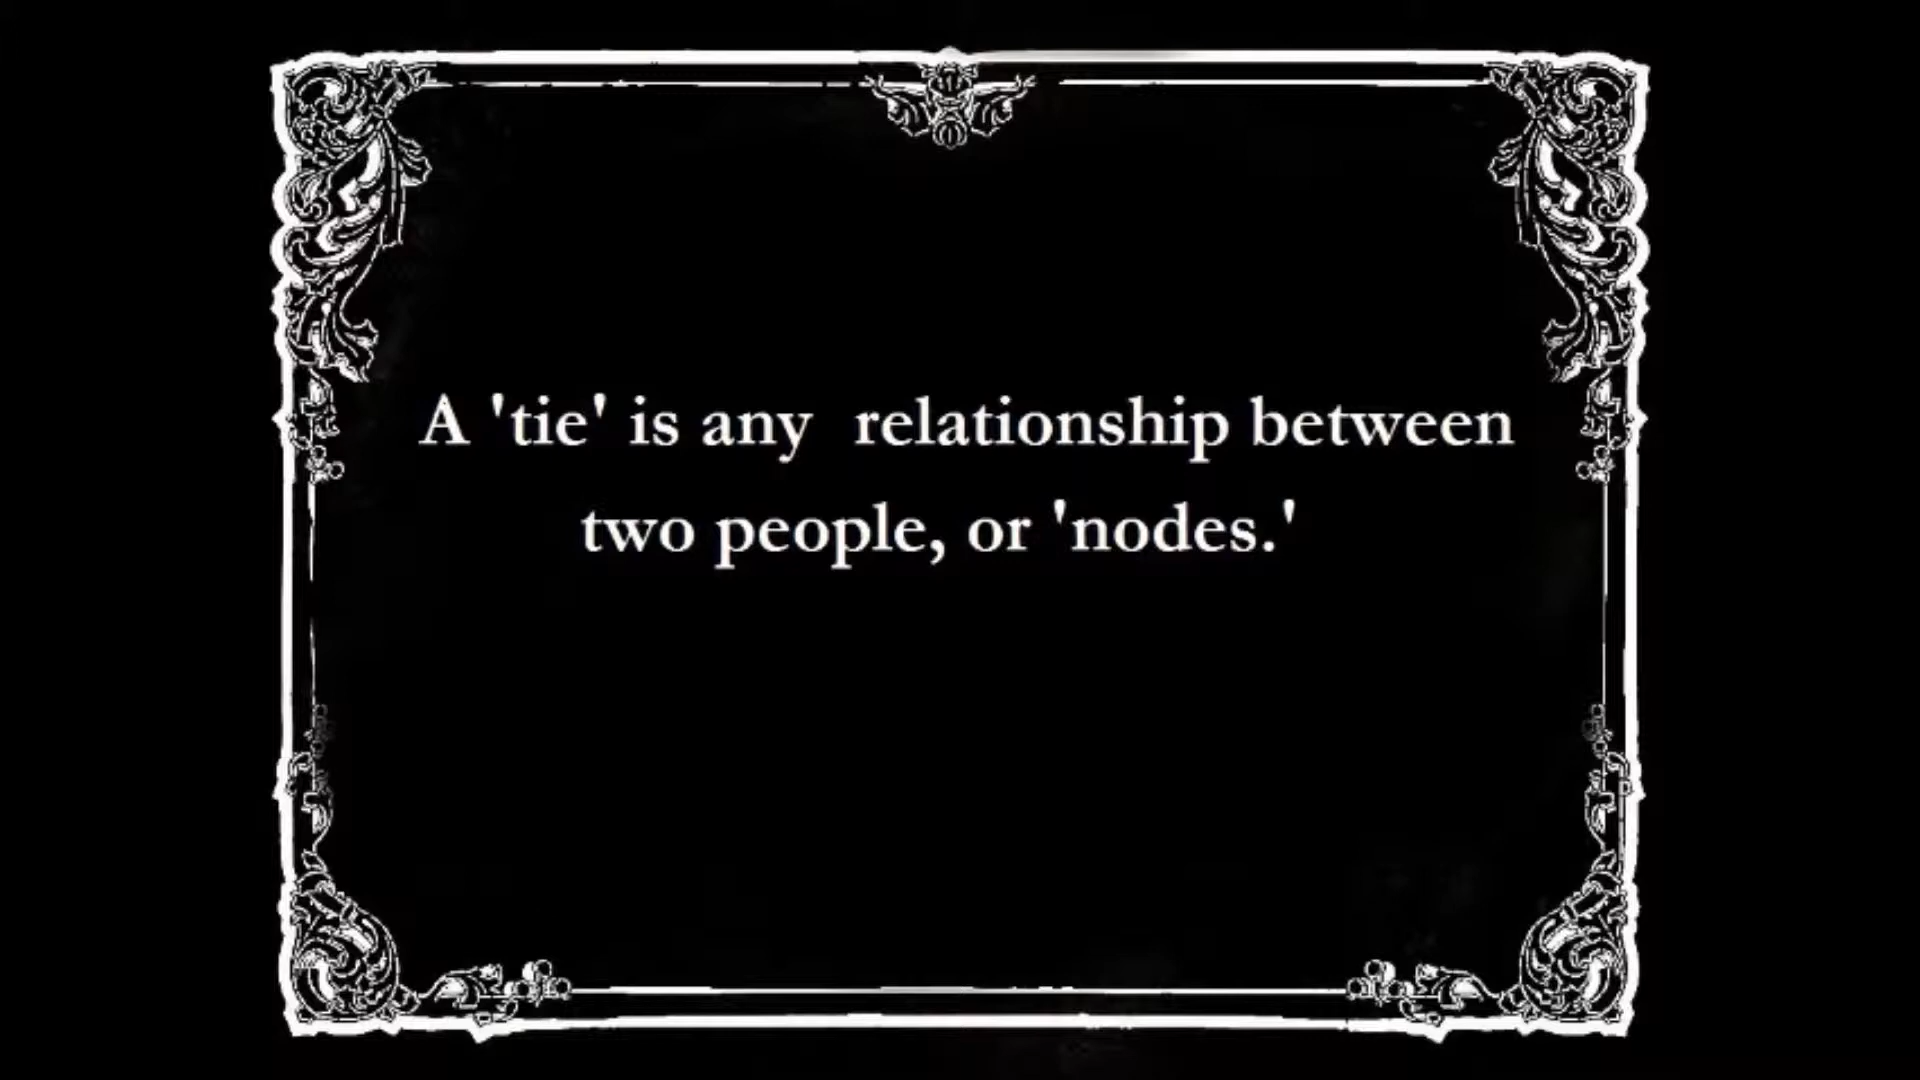 A 'tie' is any  relationship between
two people, or 'nodes.'